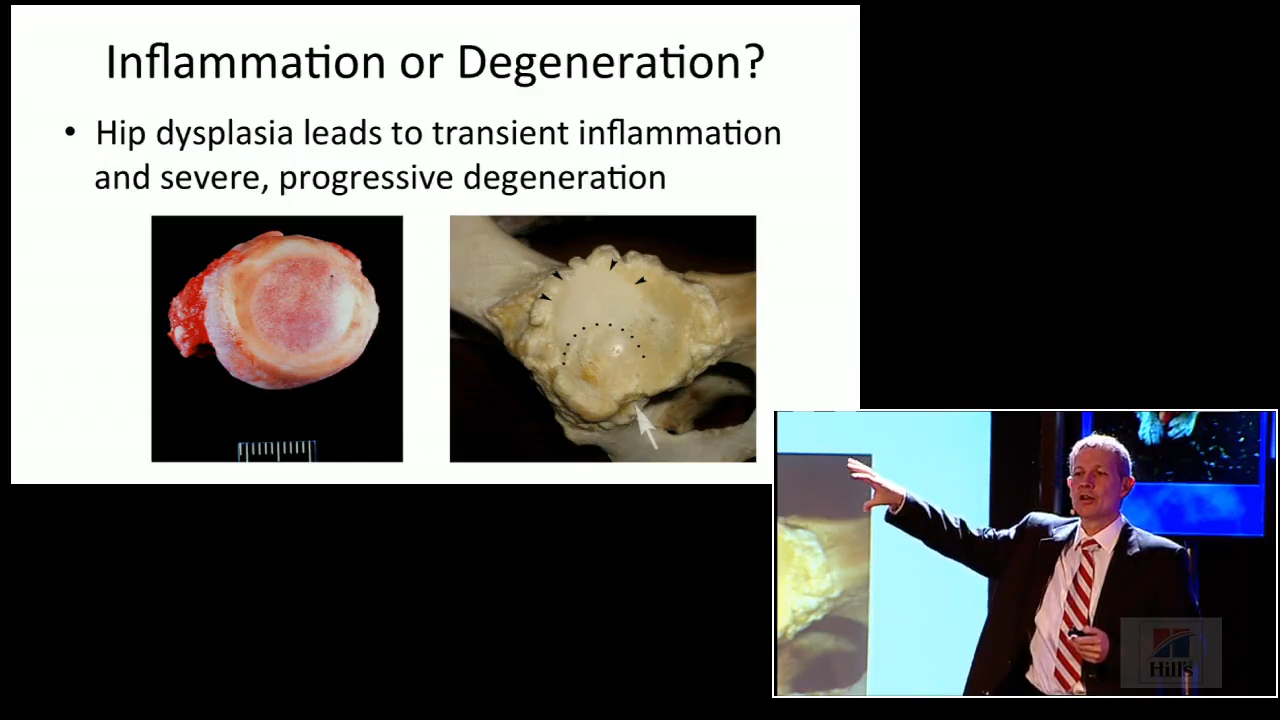 Inflammation or Degeneration?
• Hip dysplasia leads to transient inflammation
and severe, progressive degeneration
Hill's